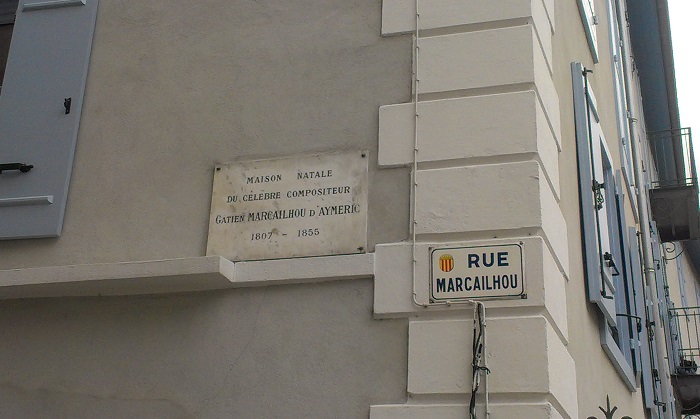 MAISON NATALE
DU CÉLÈBRE COMPOSITEUR
GATIEN MARCAILHOU D'AYMERIC
1807 - 1855
RUE
MARCAILHOU